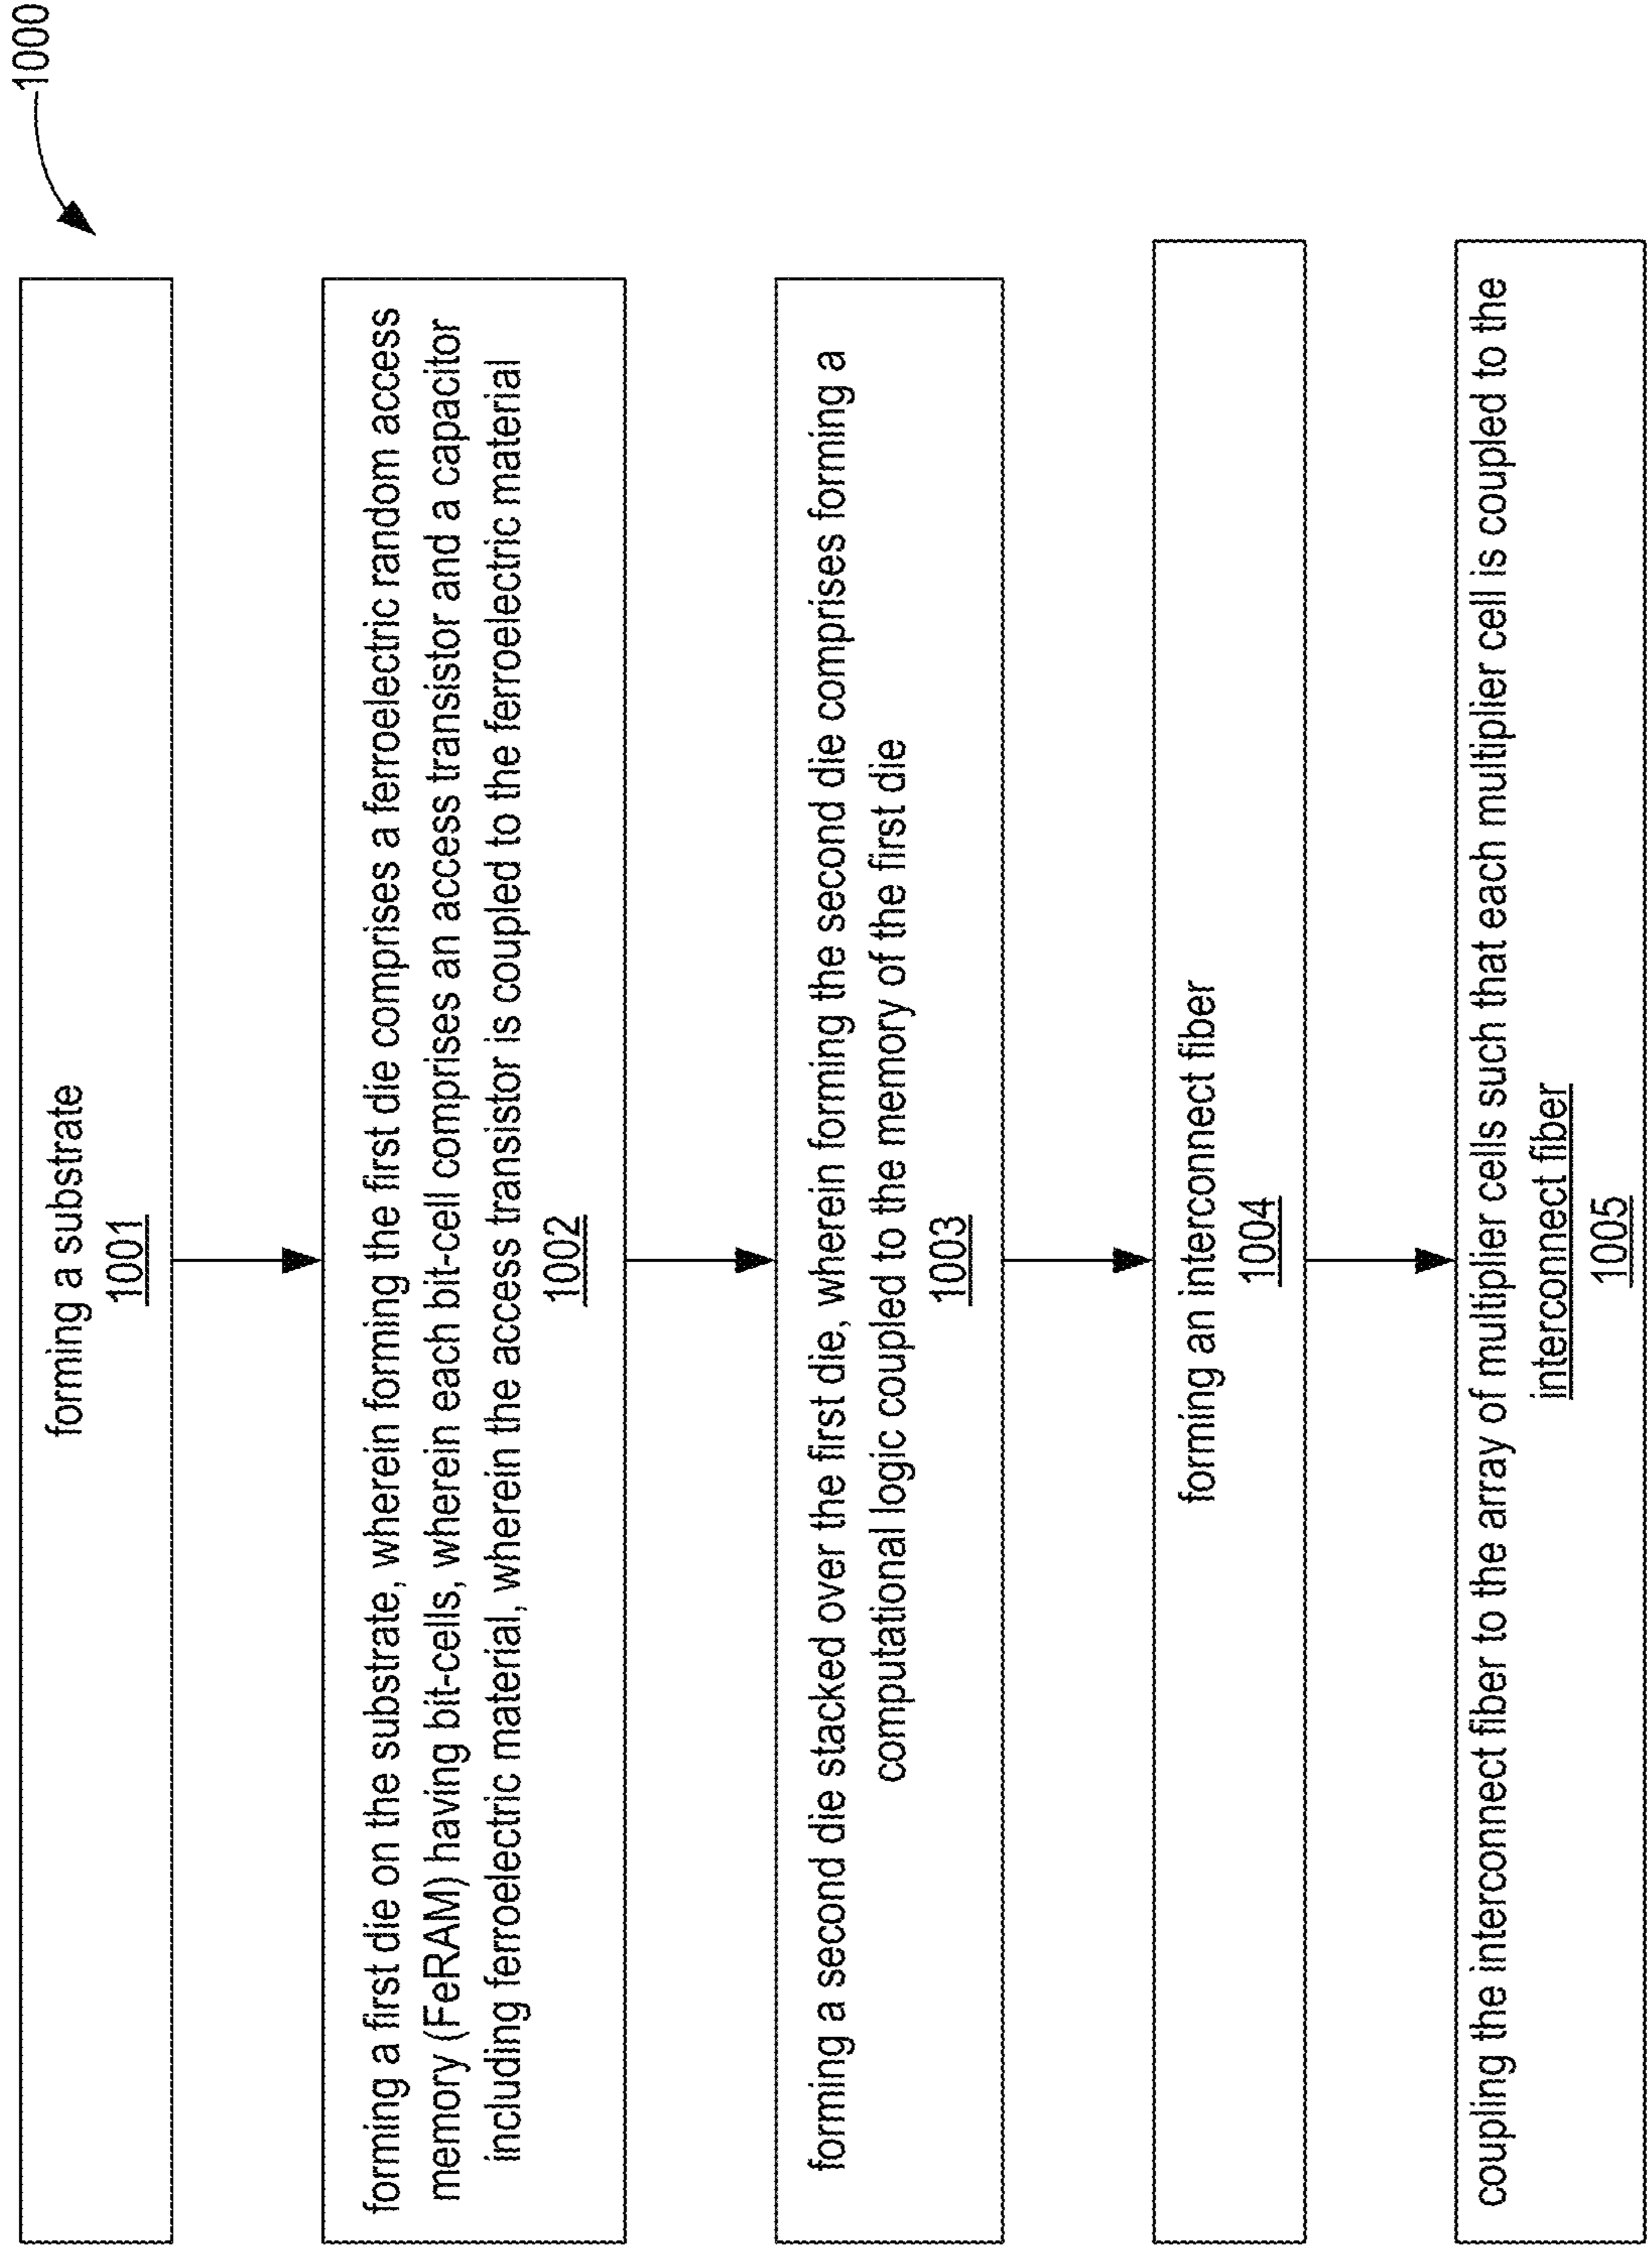 1000
forming a substrate
1001
forming a first die on the substrate, wherein forming the first die comprises a ferroelectric random access
memory (FeRAM) having bit-cells, wherein each bit-cell comprises an access transistor and a capacitor
including ferroelectric material, wherein the access transistor is coupled to the ferroelectric material
1002
forming a second die stacked over the first die, wherein forming the second die comprises forming a
computational logic coupled to the memory of the first die
1003
forming an interconnect fiber
1004
coupling the interconnect fiber to the array of multiplier cells such that each multiplier cell is coupled to the
interconnect fiber
1005